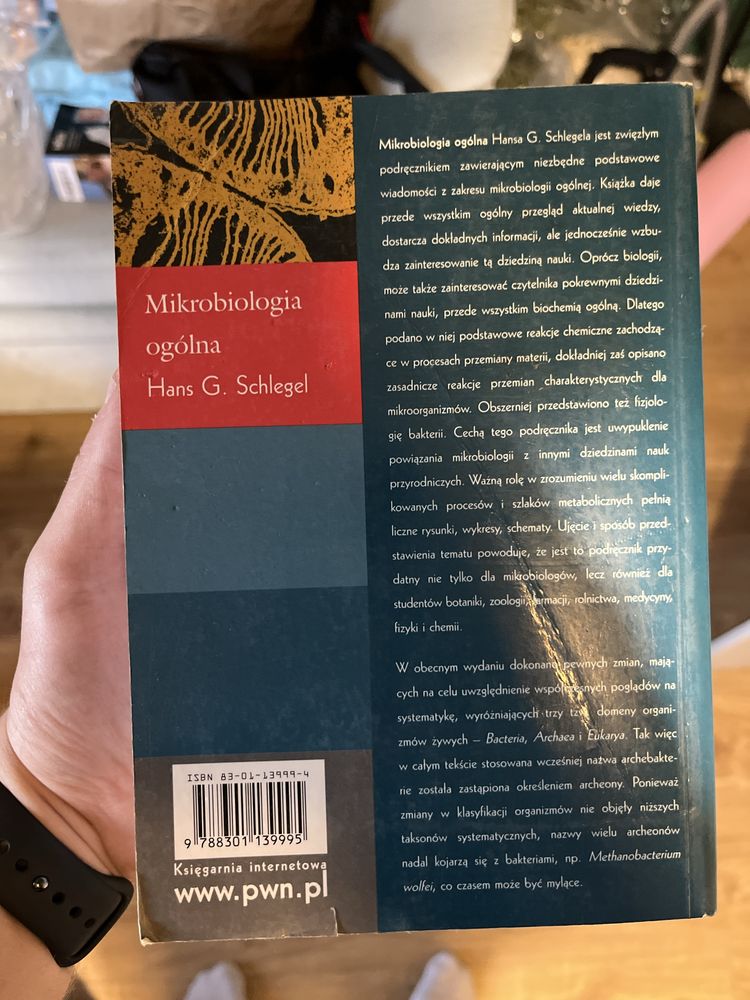 Mikrobiologia
ogólna
Hans G. Schlegel
Mikrobiologia ogólna Hansa G. Schlegela jest zwięzłym
podręcznikiem zawierającym niezbędne podstawowe
wiadomości z zakresu mikrobiologii ogólnej. Książka daje
przede wszystkim ogólny przegląd aktualnej wiedzy,
dostarcza dokładnych informacji, ale jednocześnie wzbu-
dza zainteresowanie tą dziedziną nauki. Oprócz biologii,
może także zainteresować czytelnika pokrewnymi dziedzi-
nami nauki, przede wszystkim biochemią ogólną. Dlatego
podano w niej podstawowe reakcje chemiczne zachodzą-
ce w procesach przemiany materii, dokładniej zaś opisano
zasadnicze reakcje przemian charakterystycznych dla
mikroorganizmów. Obszerniej przedstawiono też fizjolo-
gię bakterii. Cechą tego podręcznika jest uwypuklenie
powiązania mikrobiologii z innymi dziedzinami nauk
przyrodniczych. Ważną rolę w zrozumieniu wielu skompli-
kowanych procesów i szlaków metabolicznych pełnią
liczne rysunki, wykresy, schematy. Ujęcie i sposób przed-
stawienia tematu powoduje, że jest to podręcznik przy-
datny nie tylko dla mikrobiologów, lecz również dla
studentów botaniki, zoologii, farmacji, rolnictwa, medycyny,
fizyki i chemii.
W obecnym wydaniu dokonano pewnych zmian, mają-
cych na celu uwzględnienie współczesnych poglądów na
systematykę, wyróżniających trzy tzw. domeny organi-
zmów żywych – Bacteria, Archaea i Eukarya. Tak więc
w całym tekście stosowana wcześniej nazwa archebakte-
rie została zastąpiona określeniem archeony. Ponieważ
zmiany w klasyfikacji organizmów nie objęły niższych
taksonów systematycznych, nazwy wielu archeonów
nadal kojarzą się z bakteriami, np. Methanobacterium
wolfei, co czasem może być mylące.
ISBN 83-01-13999-4
9 788301 139995
Księgarnia internetowa
www.pwn.pl